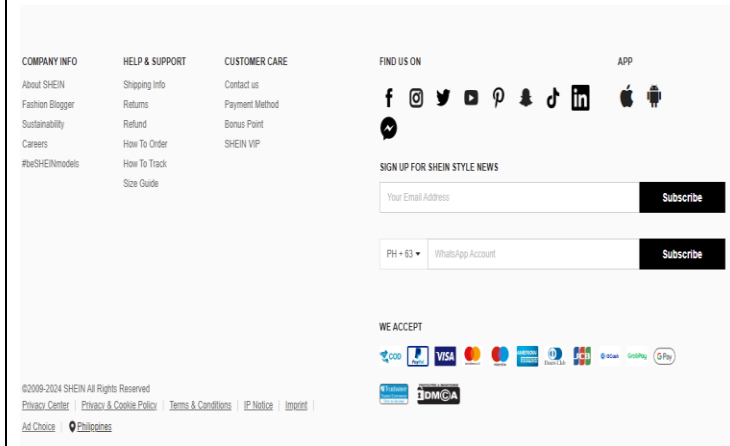 COMPANY INFO
About SHEIN
Fashion Blogger
Sustainability
Careers
#beSHEINmodels
HELP & SUPPORT
Shipping Info
Returns
Refund
How To Order
How To Track
Size Guide
CUSTOMER CARE
Contact us
Payment Method
Bonus Point
SHEIN VIP
FIND US ON
APP
SIGN UP FOR SHEIN STYLE NEWS
Your Email Address
Subscribe
PH + 63
WhatsApp Account
Subscribe
WE ACCEPT
COD
PayPal
VISA
JCB
GCash
GrabPay
G Pay
Trustwave
DMCA
©2009-2024 SHEIN All Rights Reserved
Privacy Center | Privacy & Cookie Policy | Terms & Conditions | IP Notice | Imprint |
Ad Choice | Philippines